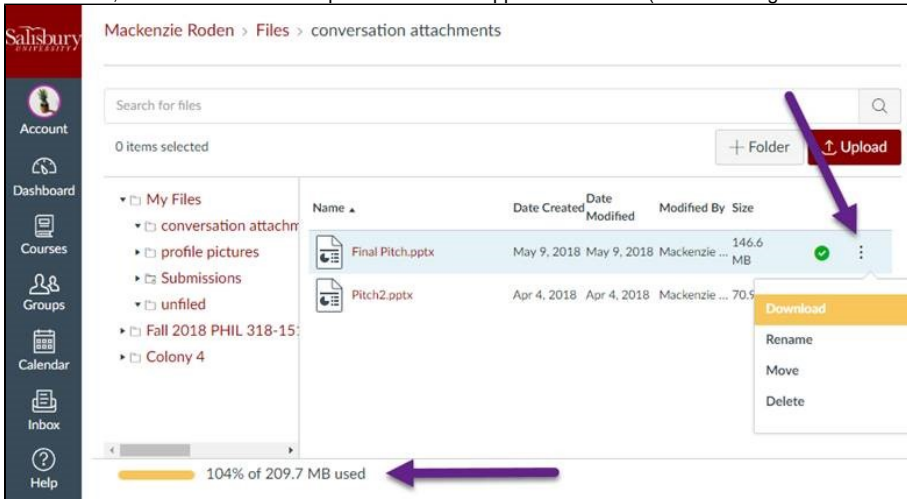 Salisbury
UNIVERSITY
Mackenzie Roden > Files > conversation attachments
Search for files
0 items selected
+ Folder
Upload
Account
Dashboard
Courses
Groups
Calendar
Inbox
Help
My Files
conversation attachm
profile pictures
Submissions
unfiled
Fall 2018 PHIL 318-151
Colony 4
Name Date Created Date Modified Modified By Size
Final Pitch.pptx May 9, 2018 May 9, 2018 Mackenzie ... 146.6 MB
Pitch2.pptx Apr 4, 2018 Apr 4, 2018 Mackenzie ... 70.9
Download
Rename
Move
Delete
104% of 209.7 MB used